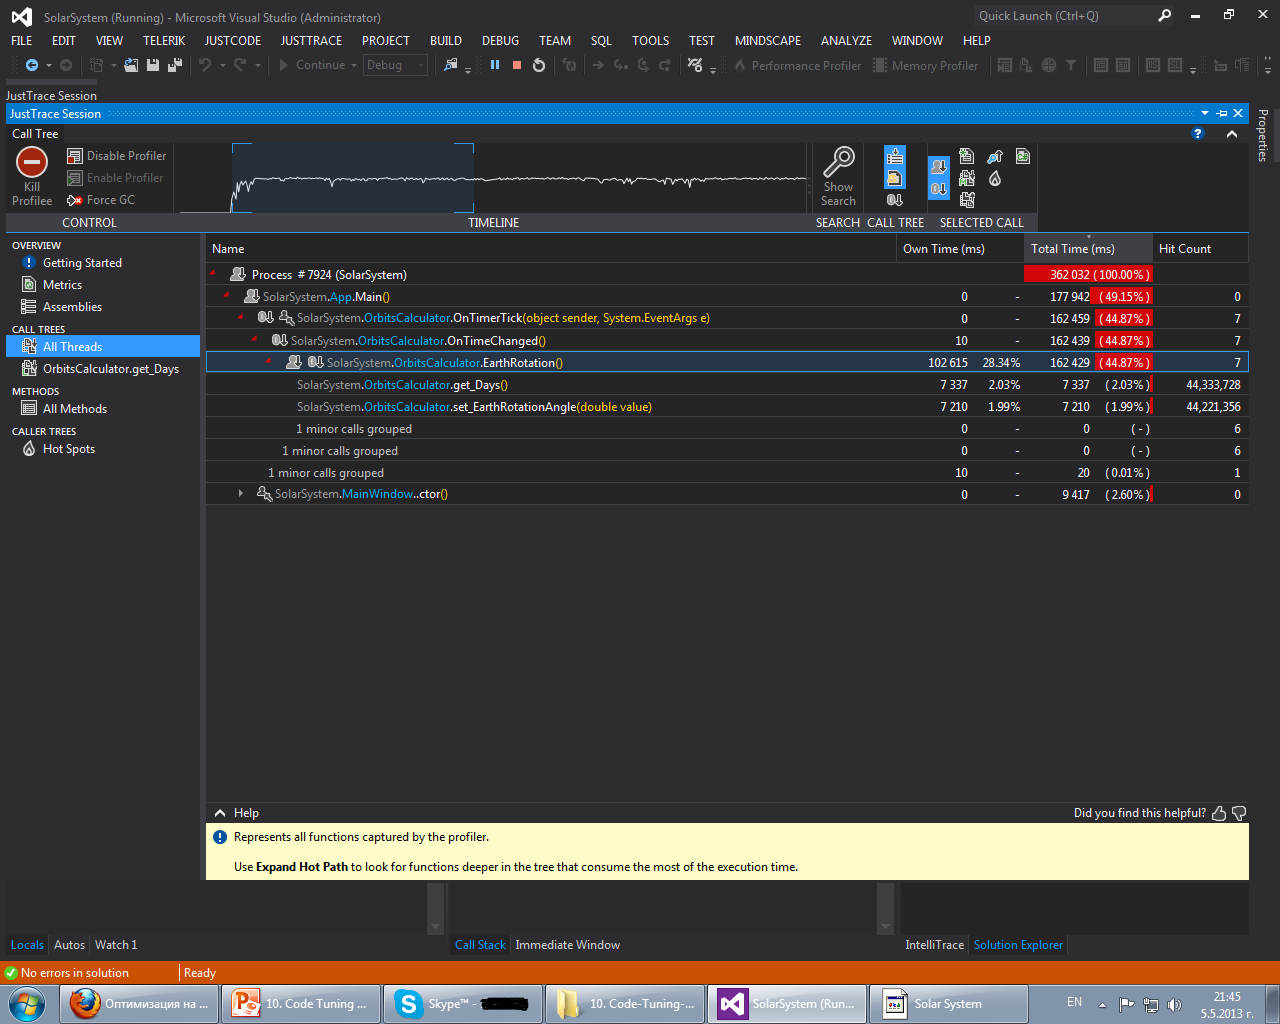 SolarSystem (Running) - Microsoft Visual Studio (Administrator)
Quick Launch (Ctrl+Q)
FILE EDIT VIEW TELERIK JUSTCODE JUSTTRACE PROJECT BUILD DEBUG TEAM SQL TOOLS TEST MINDSCAPE ANALYZE WINDOW HELP
Continue Debug Performance Profiler Memory Profiler
JustTrace Session
JustTrace Session
Properties
Call Tree
Kill Profilee
Disable Profiler
Enable Profiler
Force GC
Show Search
CONTROL TIMELINE SEARCH CALL TREE SELECTED CALL
OVERVIEW
Getting Started
Metrics
Assemblies
CALL TREES
All Threads
OrbitsCalculator.get_Days
METHODS
All Methods
CALLER TREES
Hot Spots
Name Own Time (ms) Total Time (ms) Hit Count
Process # 7924 (SolarSystem) 362 032 (100.00%)
SolarSystem.App.Main() 0 - 177 942 (49.15%) 0
SolarSystem.OrbitsCalculator.OnTimerTick(object sender, System.EventArgs e) 0 - 162 459 (44.87%) 7
SolarSystem.OrbitsCalculator.OnTimeChanged() 10 - 162 439 (44.87%) 7
SolarSystem.OrbitsCalculator.EarthRotation() 102 615 28.34% 162 429 (44.87%) 7
SolarSystem.OrbitsCalculator.get_Days() 7 337 2.03% 7 337 (2.03%) 44,333,728
SolarSystem.OrbitsCalculator.set_EarthRotationAngle(double value) 7 210 1.99% 7 210 (1.99%) 44,221,356
1 minor calls grouped 0 - 0 (-) 6
1 minor calls grouped 0 - 0 (-) 6
1 minor calls grouped 10 - 20 (0.01%) 1
SolarSystem.MainWindow..ctor() 0 - 9 417 (2.60%) 0
Help
Did you find this helpful?
Represents all functions captured by the profiler.
Use Expand Hot Path to look for functions deeper in the tree that consume the most of the execution time.
Locals Autos Watch 1 Call Stack Immediate Window IntelliTrace Solution Explorer
No errors in solution Ready
Оптимизация на ... 10. Code Tuning ... Skype™ - 10. Code-Tuning-... SolarSystem (Run... Solar System EN 21:45
5.5.2013 г.